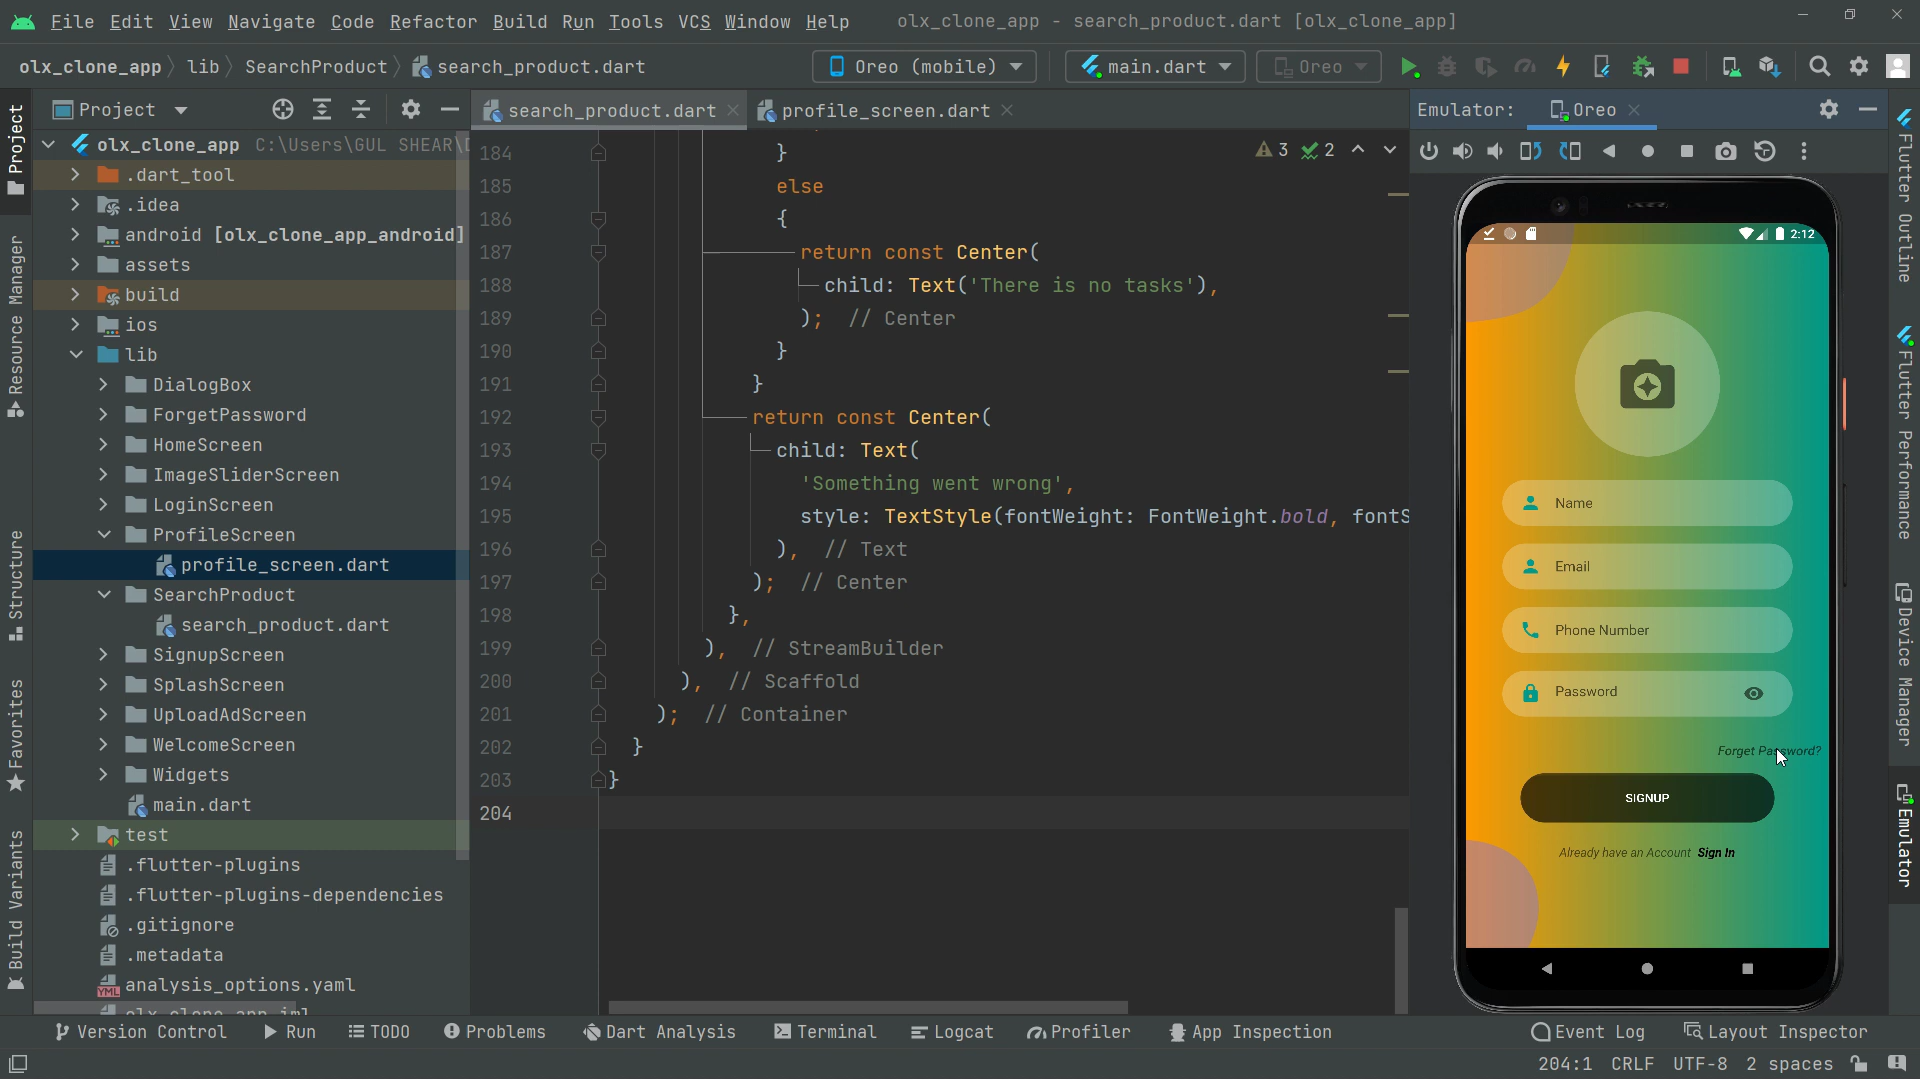 File Edit View Navigate Code Refactor Build Run Tools VCS Window Help olx_clone_app - search_product.dart [olx_clone_app]
olx_clone_app lib SearchProduct search_product.dart Oreo (mobile) main.dart Oreo
Project search_product.dart profile_screen.dart Emulator: Oreo
olx_clone_app C:\Users\GUL SHEAR\
.dart_tool
.idea
android [olx_clone_app_android]
assets
build
ios
lib
DialogBox
ForgetPassword
HomeScreen
ImageSliderScreen
LoginScreen
ProfileScreen
profile_screen.dart
SearchProduct
search_product.dart
SignupScreen
SplashScreen
UploadAdScreen
WelcomeScreen
Widgets
main.dart
test
.flutter-plugins
.flutter-plugins-dependencies
.gitignore
.metadata
analysis_options.yaml
olx_clone_app.iml
Project
Resource Manager
Structure
Favorites
Build Variants
3 2
184 }
185 else
186 {
187 return const Center(
188 child: Text('There is no tasks'),
189 ); // Center
190 }
191 }
192 return const Center(
193 child: Text(
194 'Something went wrong',
195 style: TextStyle(fontWeight: FontWeight.bold, fontS
196 ), // Text
197 ); // Center
198 },
199 ), // StreamBuilder
200 ), // Scaffold
201 ); // Container
202 }
203 }
204
2:12
Name
Email
Phone Number
Password
Forget Password?
SIGNUP
Already have an Account Sign In
Flutter Outline
Flutter Performance
Device Manager
Emulator
Version Control Run TODO Problems Dart Analysis Terminal Logcat Profiler App Inspection Event Log Layout Inspector
204:1 CRLF UTF-8 2 spaces